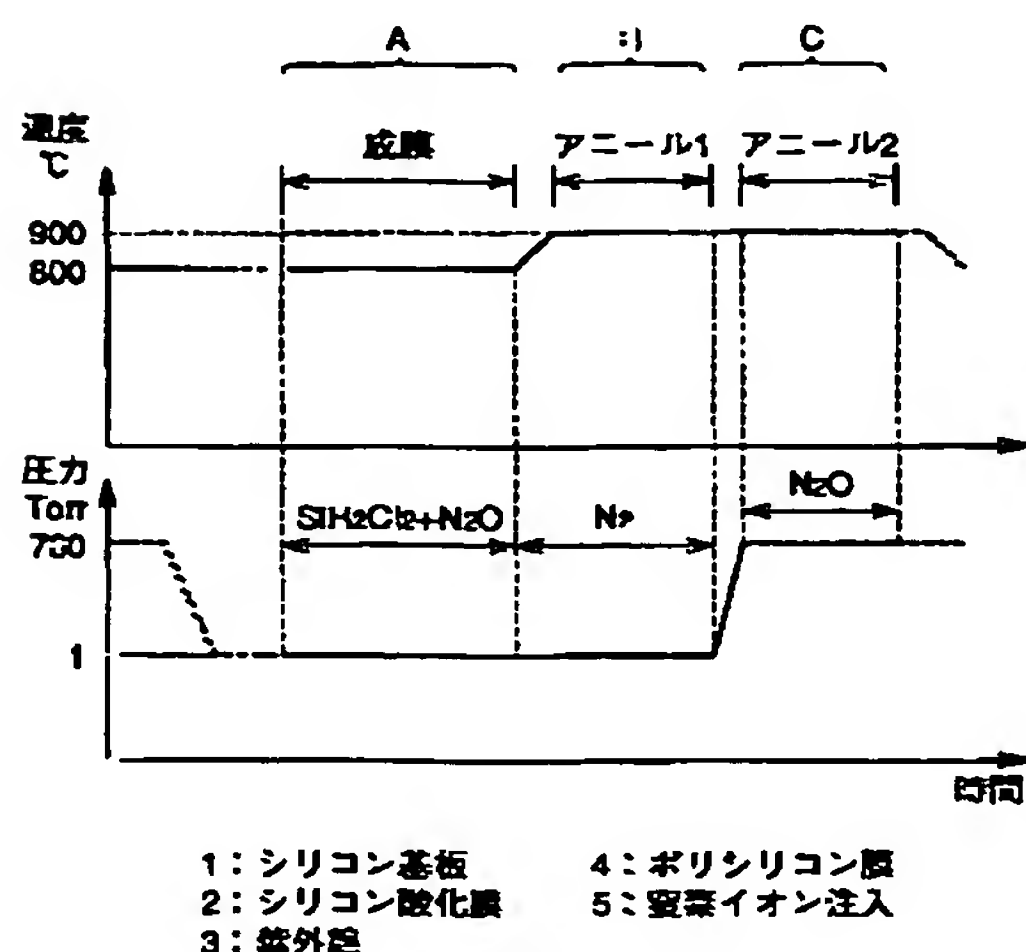 A C
成膜 アニール1 アニール2
温度
℃
900
800
圧力
Torr
760
1
SiH2Cl2+N2O N2 N2O
時間
1:シリコン基板 4:ポリシリコン膜
2:シリコン酸化膜 5:窒素イオン注入
3:紫外線